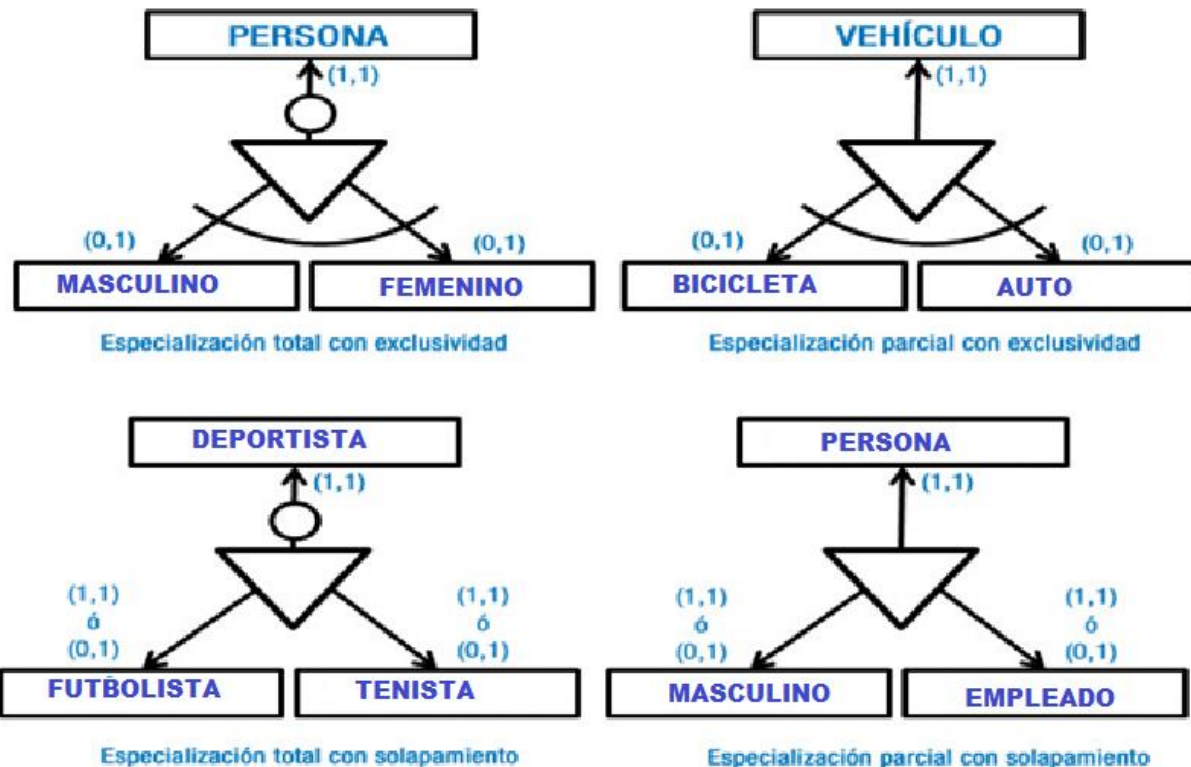 PERSONA
(1,1)
(0,1)
(0,1)
MASCULINO
FEMENINO
Especialización total con exclusividad
VEHÍCULO
(1,1)
(0,1)
(0,1)
BICICLETA
AUTO
Especialización parcial con exclusividad
DEPORTISTA
(1,1)
(1,1)
ó
(0,1)
(1,1)
ó
(0,1)
FUTBOLISTA
TENISTA
Especialización total con solapamiento
PERSONA
(1,1)
(1,1)
ó
(0,1)
(1,1)
ó
(0,1)
MASCULINO
EMPLEADO
Especialización parcial con solapamiento